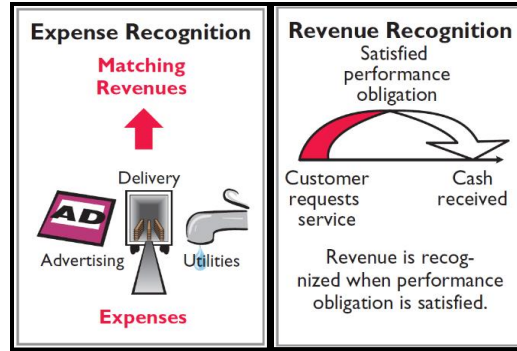 Expense Recognition
Matching
Revenues
Delivery
AD
Advertising
Utilities
Expenses
Revenue Recognition
Satisfied
performance
obligation
Customer
requests
service
Cash
received
Revenue is recog-
nized when performance
obligation is satisfied.